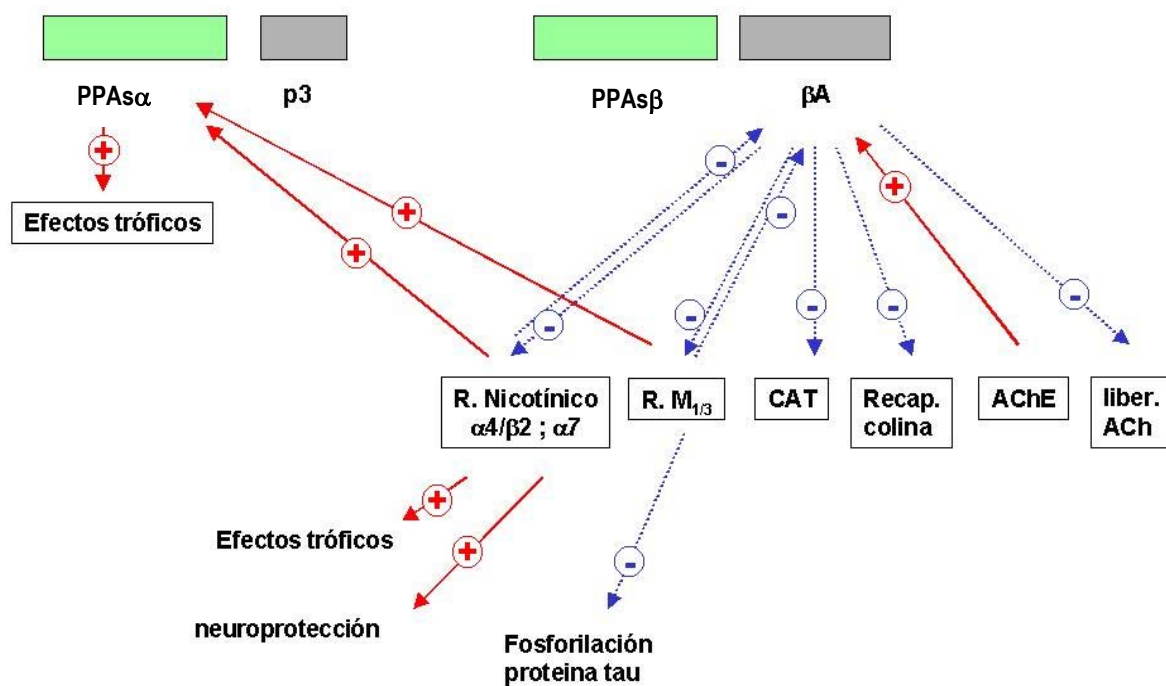 PPAsα p3 PPAsβ βA
+
-
+ -
Efectos tróficos
+
+
-
- - - -
R. Nicotínico
α4/β2 ; α7
R. M1/3
CAT
Recap.
colina
AChE
liber.
ACh
+
Efectos tróficos
+
-
neuroprotección
Fosforilación
proteina tau